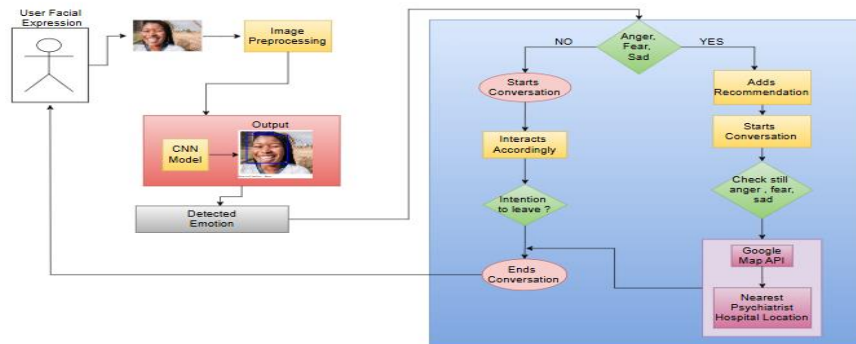 User Facial
Expression
Image
Preprocessing
Output
CNN
Model
Detected
Emotion
Anger,
Fear,
Sad
NO
YES
Starts
Conversation
Interacts
Accordingly
Intention
to leave ?
Ends
Conversation
Adds
Recommendation
Starts
Conversation
Check still
anger , fear,
sad
Google
Map API
Nearest
Psychiatrist
Hospital Location